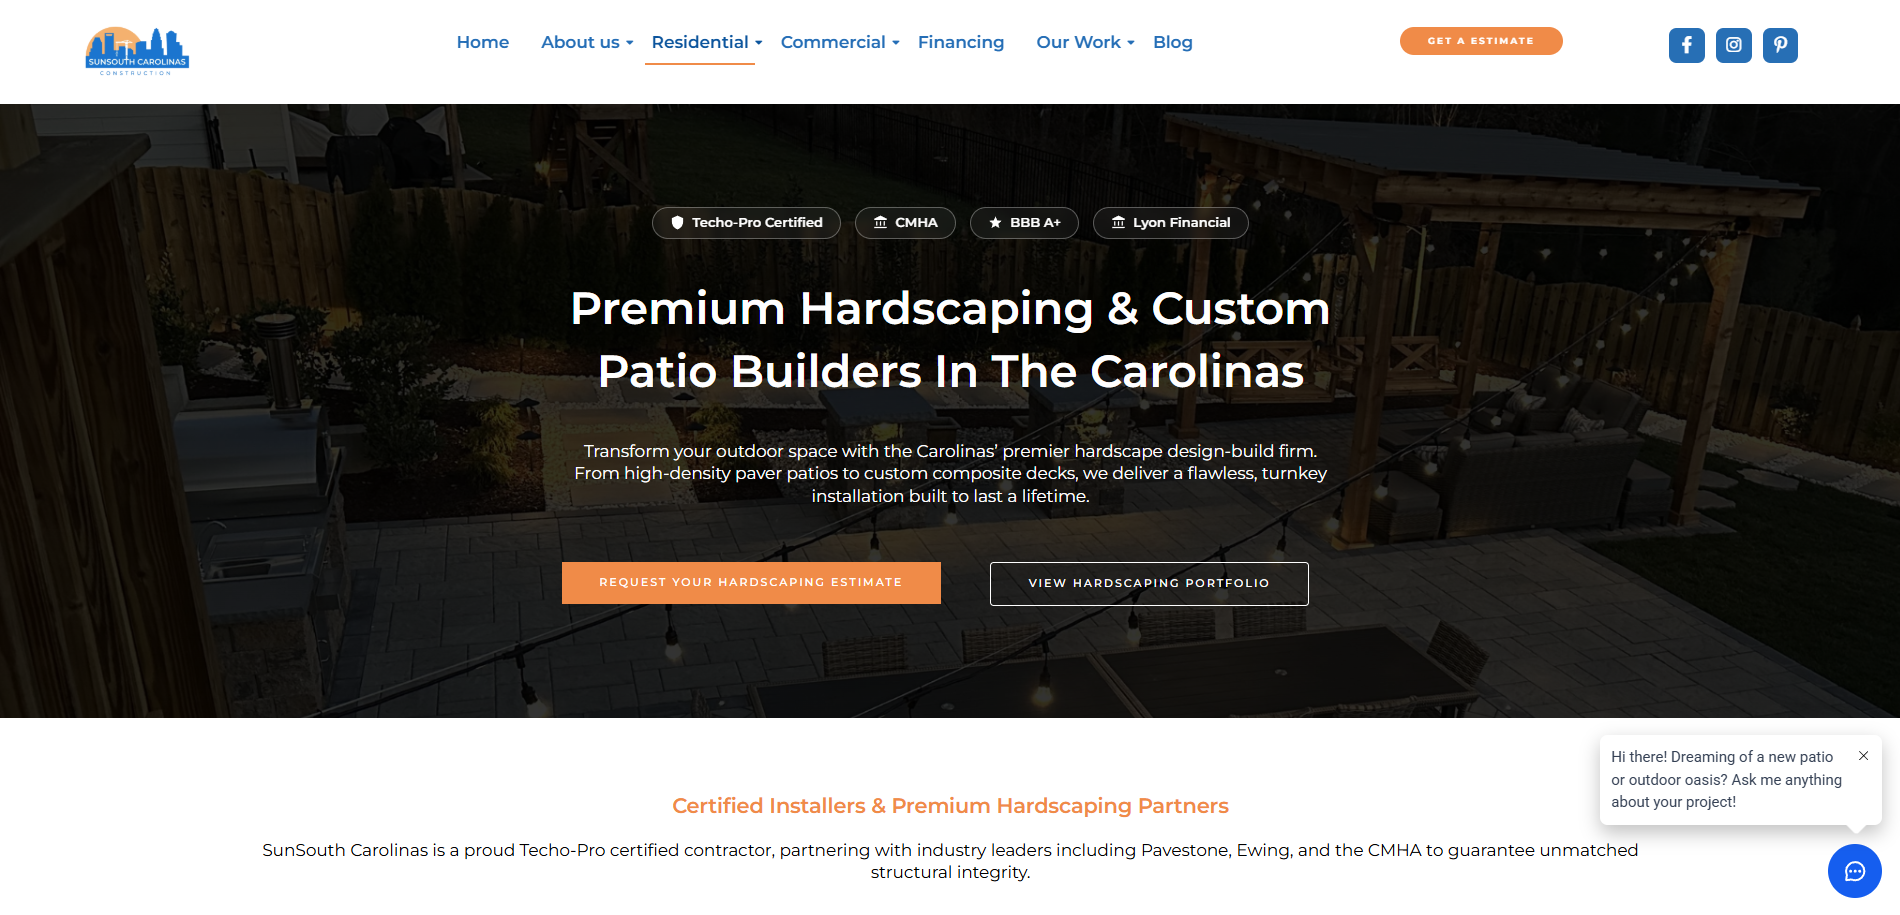 SUNSOUTH CAROLINAS
CONSTRUCTION
Home
About us
Residential
Commercial
Financing
Our Work
Blog
GET A ESTIMATE
Techo-Pro Certified
CMHA
BBB A+
Lyon Financial
Premium Hardscaping & Custom
Patio Builders In The Carolinas
Transform your outdoor space with the Carolinas’ premier hardscape design-build firm.
From high-density paver patios to custom composite decks, we deliver a flawless, turnkey
installation built to last a lifetime.
REQUEST YOUR HARDSCAPING ESTIMATE
VIEW HARDSCAPING PORTFOLIO
Certified Installers & Premium Hardscaping Partners
SunSouth Carolinas is a proud Techo-Pro certified contractor, partnering with industry leaders including Pavestone, Ewing, and the CMHA to guarantee unmatched
structural integrity.
Hi there! Dreaming of a new patio
or outdoor oasis? Ask me anything
about your project!